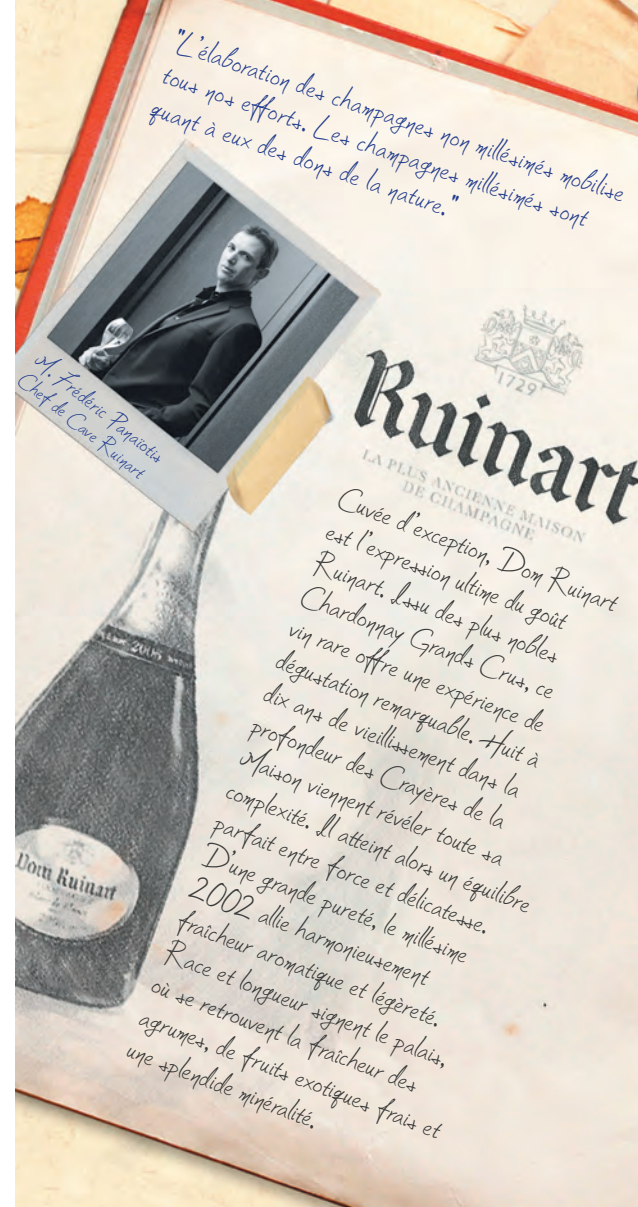 "L'élaboration des champagnes non millésimés mobilise
tous nos efforts. Les champagnes millésimés sont
quant à eux des dons de la nature."
M. Frédéric Panaïotis
Chef de Cave Ruinart
1729
Ruinart
LA PLUS ANCIENNE MAISON
DE CHAMPAGNE
Cuvée d'exception, Dom Ruinart
est l'expression ultime du goût
Ruinart. Issu des plus nobles
Chardonnay Grands Crus, ce
vin rare offre une expérience de
dégustation remarquable. Huit à
dix ans de vieillissement dans la
profondeur des Crayères de la
Maison viennent révéler toute sa
complexité. Il atteint alors un équilibre
parfait entre force et délicatesse.
D'une grande pureté, le millésime
2002 allie harmonieusement
fraîcheur aromatique et légèreté.
Race et longueur signent le palais,
où se retrouvent la fraîcheur des
agrumes, de fruits exotiques frais et
une splendide minéralité.
Dom Ruinart